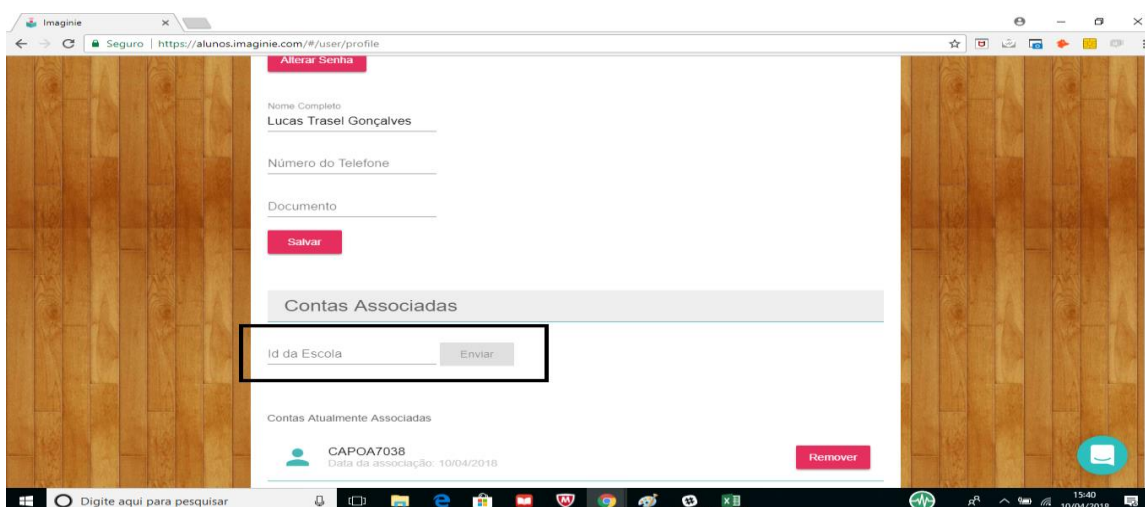 Imaginie
Seguro | https://alunos.imaginie.com/#/user/profile
Alterar Senha
Nome Completo
Lucas Trasel Gonçalves
Número do Telefone
Documento
Salvar
Contas Associadas
Id da Escola
Enviar
Contas Atualmente Associadas
CAPOA7038
Data da associação: 10/04/2018
Remover
Digite aqui para pesquisar
15:40
10/04/2018